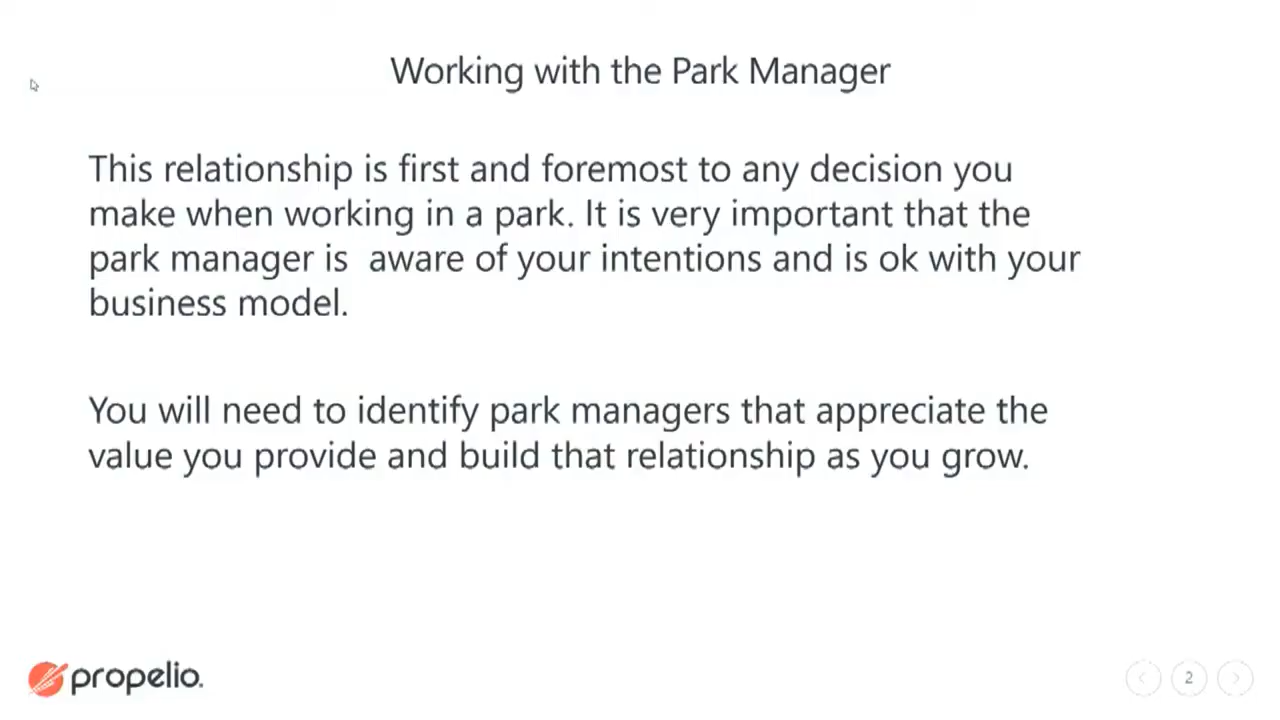 Working with the Park Manager
This relationship is first and foremost to any decision you
make when working in a park. It is very important that the
park manager is  aware of your intentions and is ok with your
business model.
You will need to identify park managers that appreciate the
value you provide and build that relationship as you grow.
propelio.
2